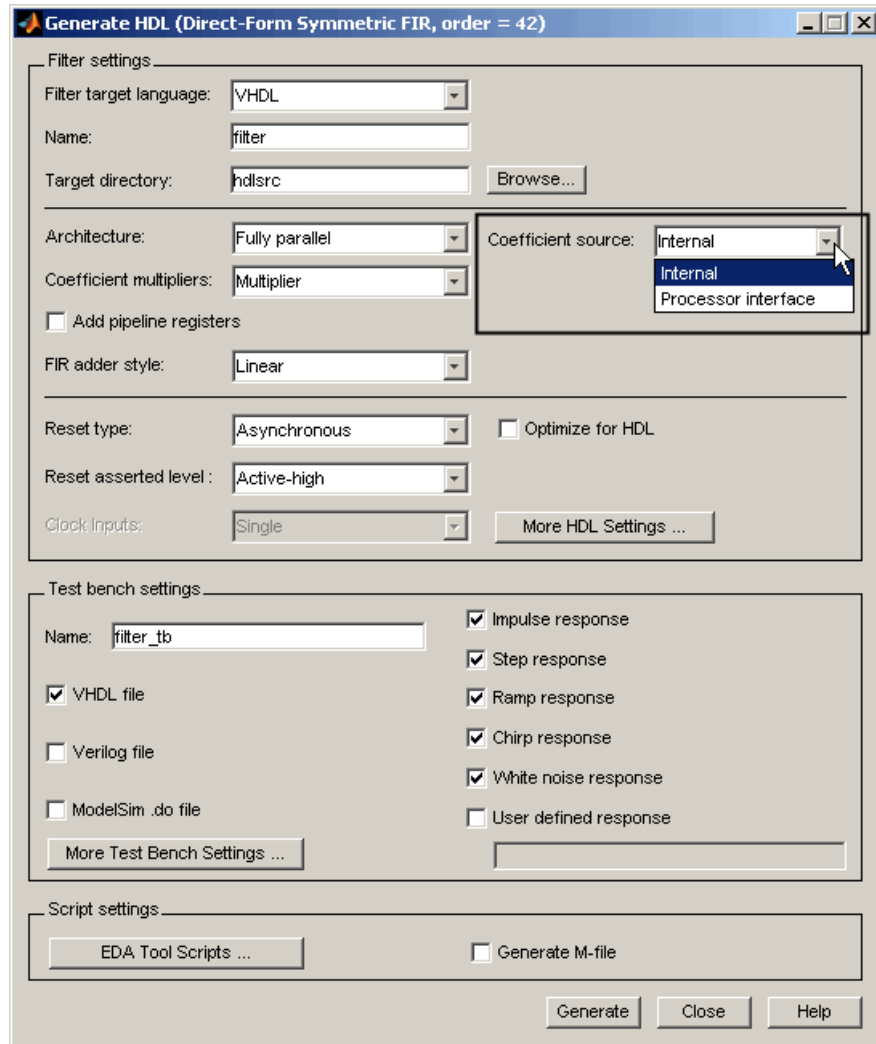 Generate HDL (Direct-Form Symmetric FIR, order = 42)
Filter settings
Filter target language: VHDL
Name: filter
Target directory: hdlsrc Browse...
Architecture: Fully parallel Coefficient source: Internal
Internal
Coefficient multipliers: Multiplier
Processor interface
Add pipeline registers
FIR adder style: Linear
Reset type: Asynchronous Optimize for HDL
Reset asserted level : Active-high
Clock Inputs: Single More HDL Settings ...
Test bench settings
Name: filter_tb
Impulse response
Step response
VHDL file
Ramp response
Chirp response
Verilog file
White noise response
ModelSim .do file
User defined response
More Test Bench Settings ...
Script settings
EDA Tool Scripts ... Generate M-file
Generate Close Help